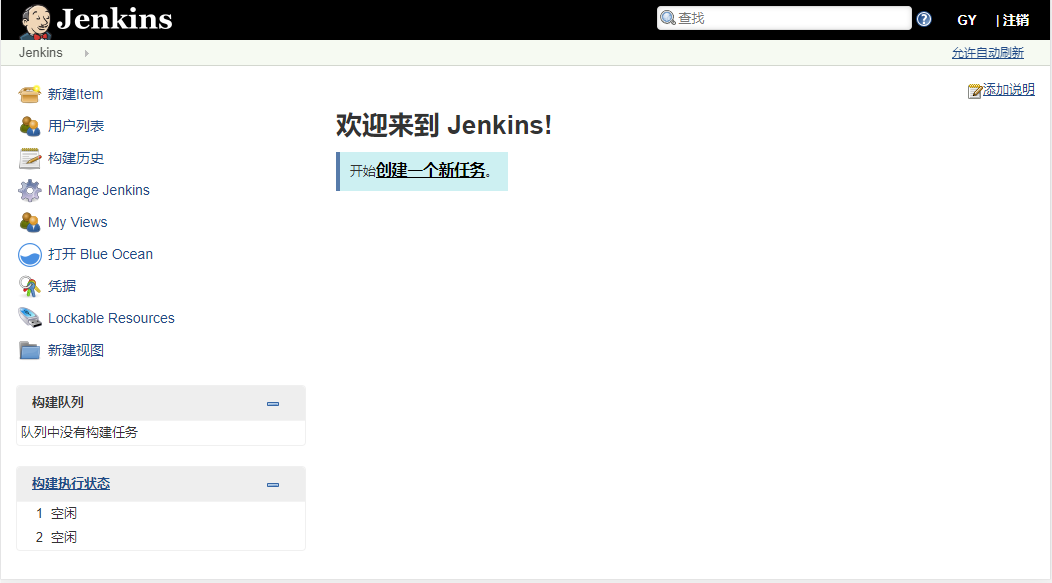 Jenkins
查找
GY
| 注销
Jenkins
允许自动刷新
添加说明
新建Item
用户列表
构建历史
Manage Jenkins
My Views
打开 Blue Ocean
凭据
Lockable Resources
新建视图
欢迎来到 Jenkins!
开始创建一个新任务。
构建队列
队列中没有构建任务
构建执行状态
1 空闲
2 空闲